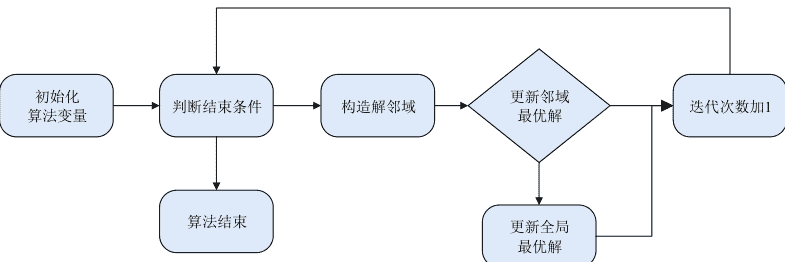 初始化
算法变量
判断结束条件
构造解邻域
更新邻域
最优解
迭代次数加1
算法结束
更新全局
最优解